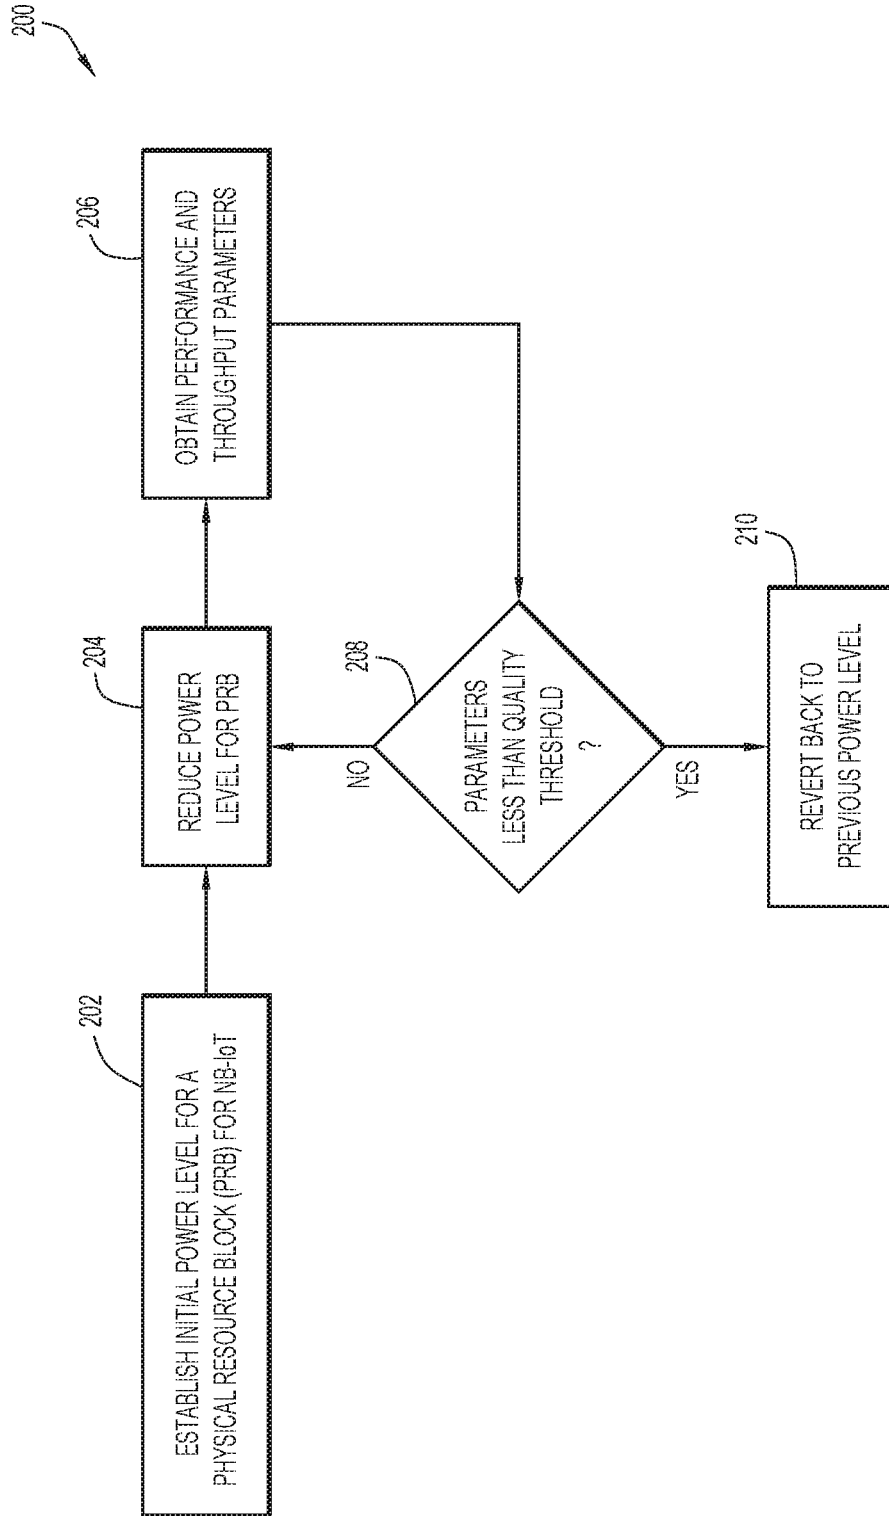 200
202
ESTABLISH INITIAL POWER LEVEL FOR A
PHYSICAL RESOURCE BLOCK (PRB) FOR NB-IoT
204
REDUCE POWER
LEVEL FOR PRB
206
OBTAIN PERFORMANCE AND
THROUGHPUT PARAMETERS
208
PARAMETERS
LESS THAN QUALITY
THRESHOLD
?
NO
YES
210
REVERT BACK TO
PREVIOUS POWER LEVEL